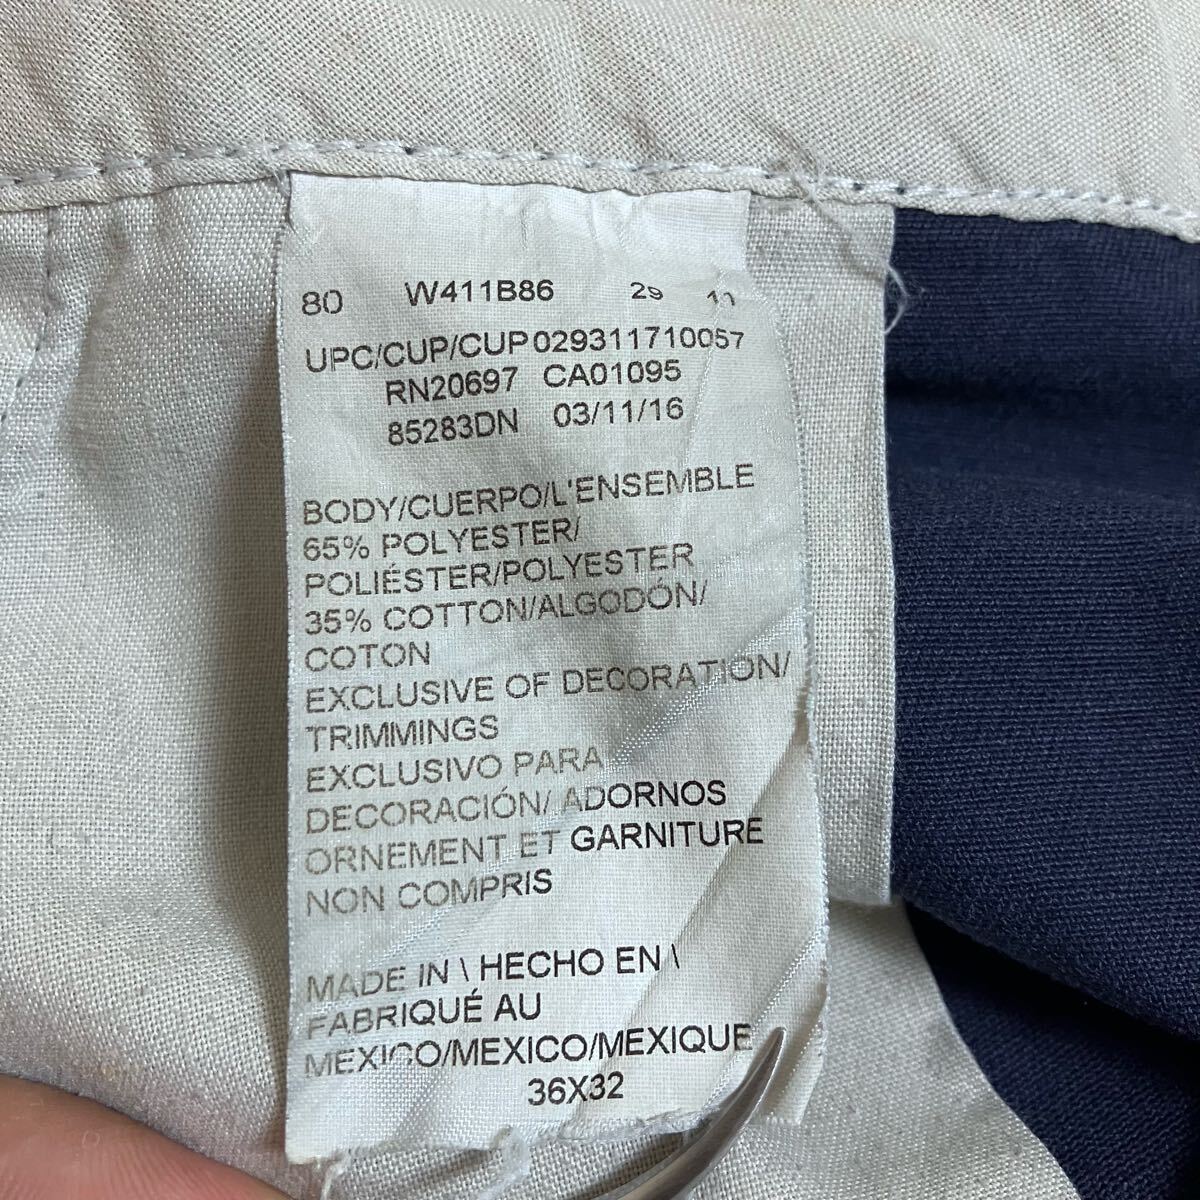 80 W411B86 29 11
UPC/CUP/CUP029311710057
RN20697 CA01095
85283DN 03/11/16
BODY/CUERPO/L'ENSEMBLE
65% POLYESTER/
POLIÉSTER/POLYESTER
35% COTTON/ALGODÓN/
COTON
EXCLUSIVE OF DECORATION/
TRIMMINGS
EXCLUSIVO PARA
DECORACIÓN/ ADORNOS
ORNEMENT ET GARNITURE
NON COMPRIS
MADE IN \ HECHO EN \
FABRIQUÉ AU
MEXICO/MEXICO/MEXIQUE
36X32